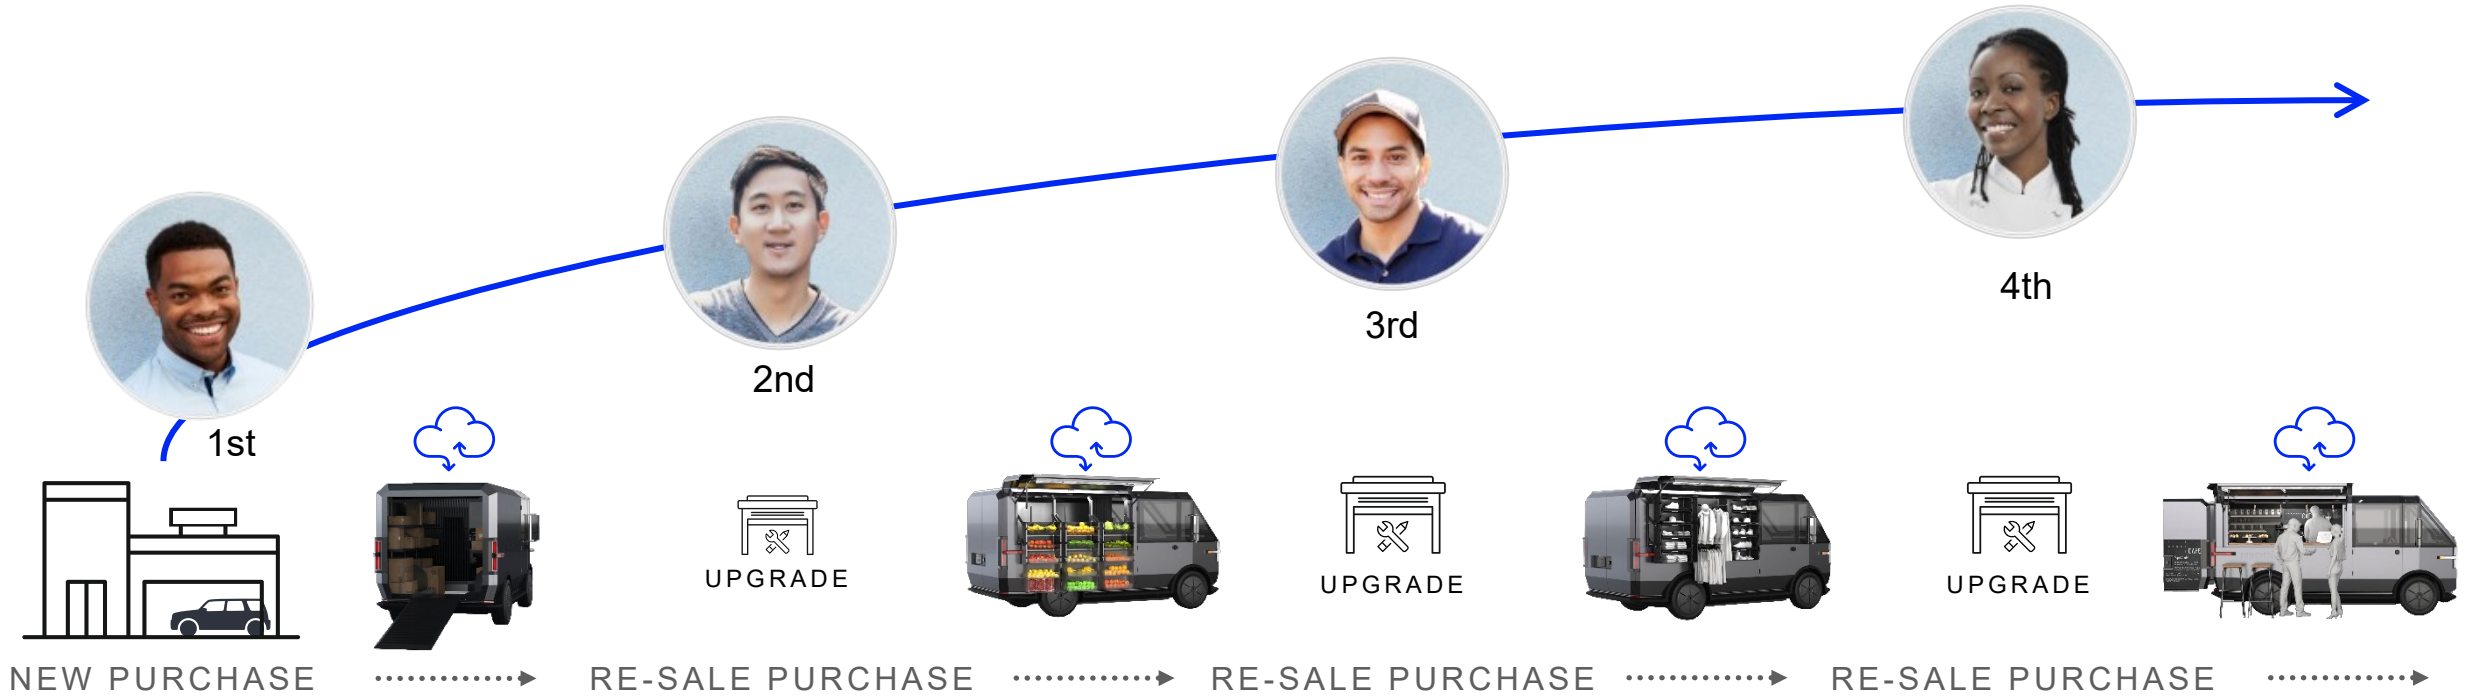 1st
2nd
3rd
4th
UPGRADE
UPGRADE
UPGRADE
NEW PURCHASE
RE-SALE PURCHASE
RE-SALE PURCHASE
RE-SALE PURCHASE